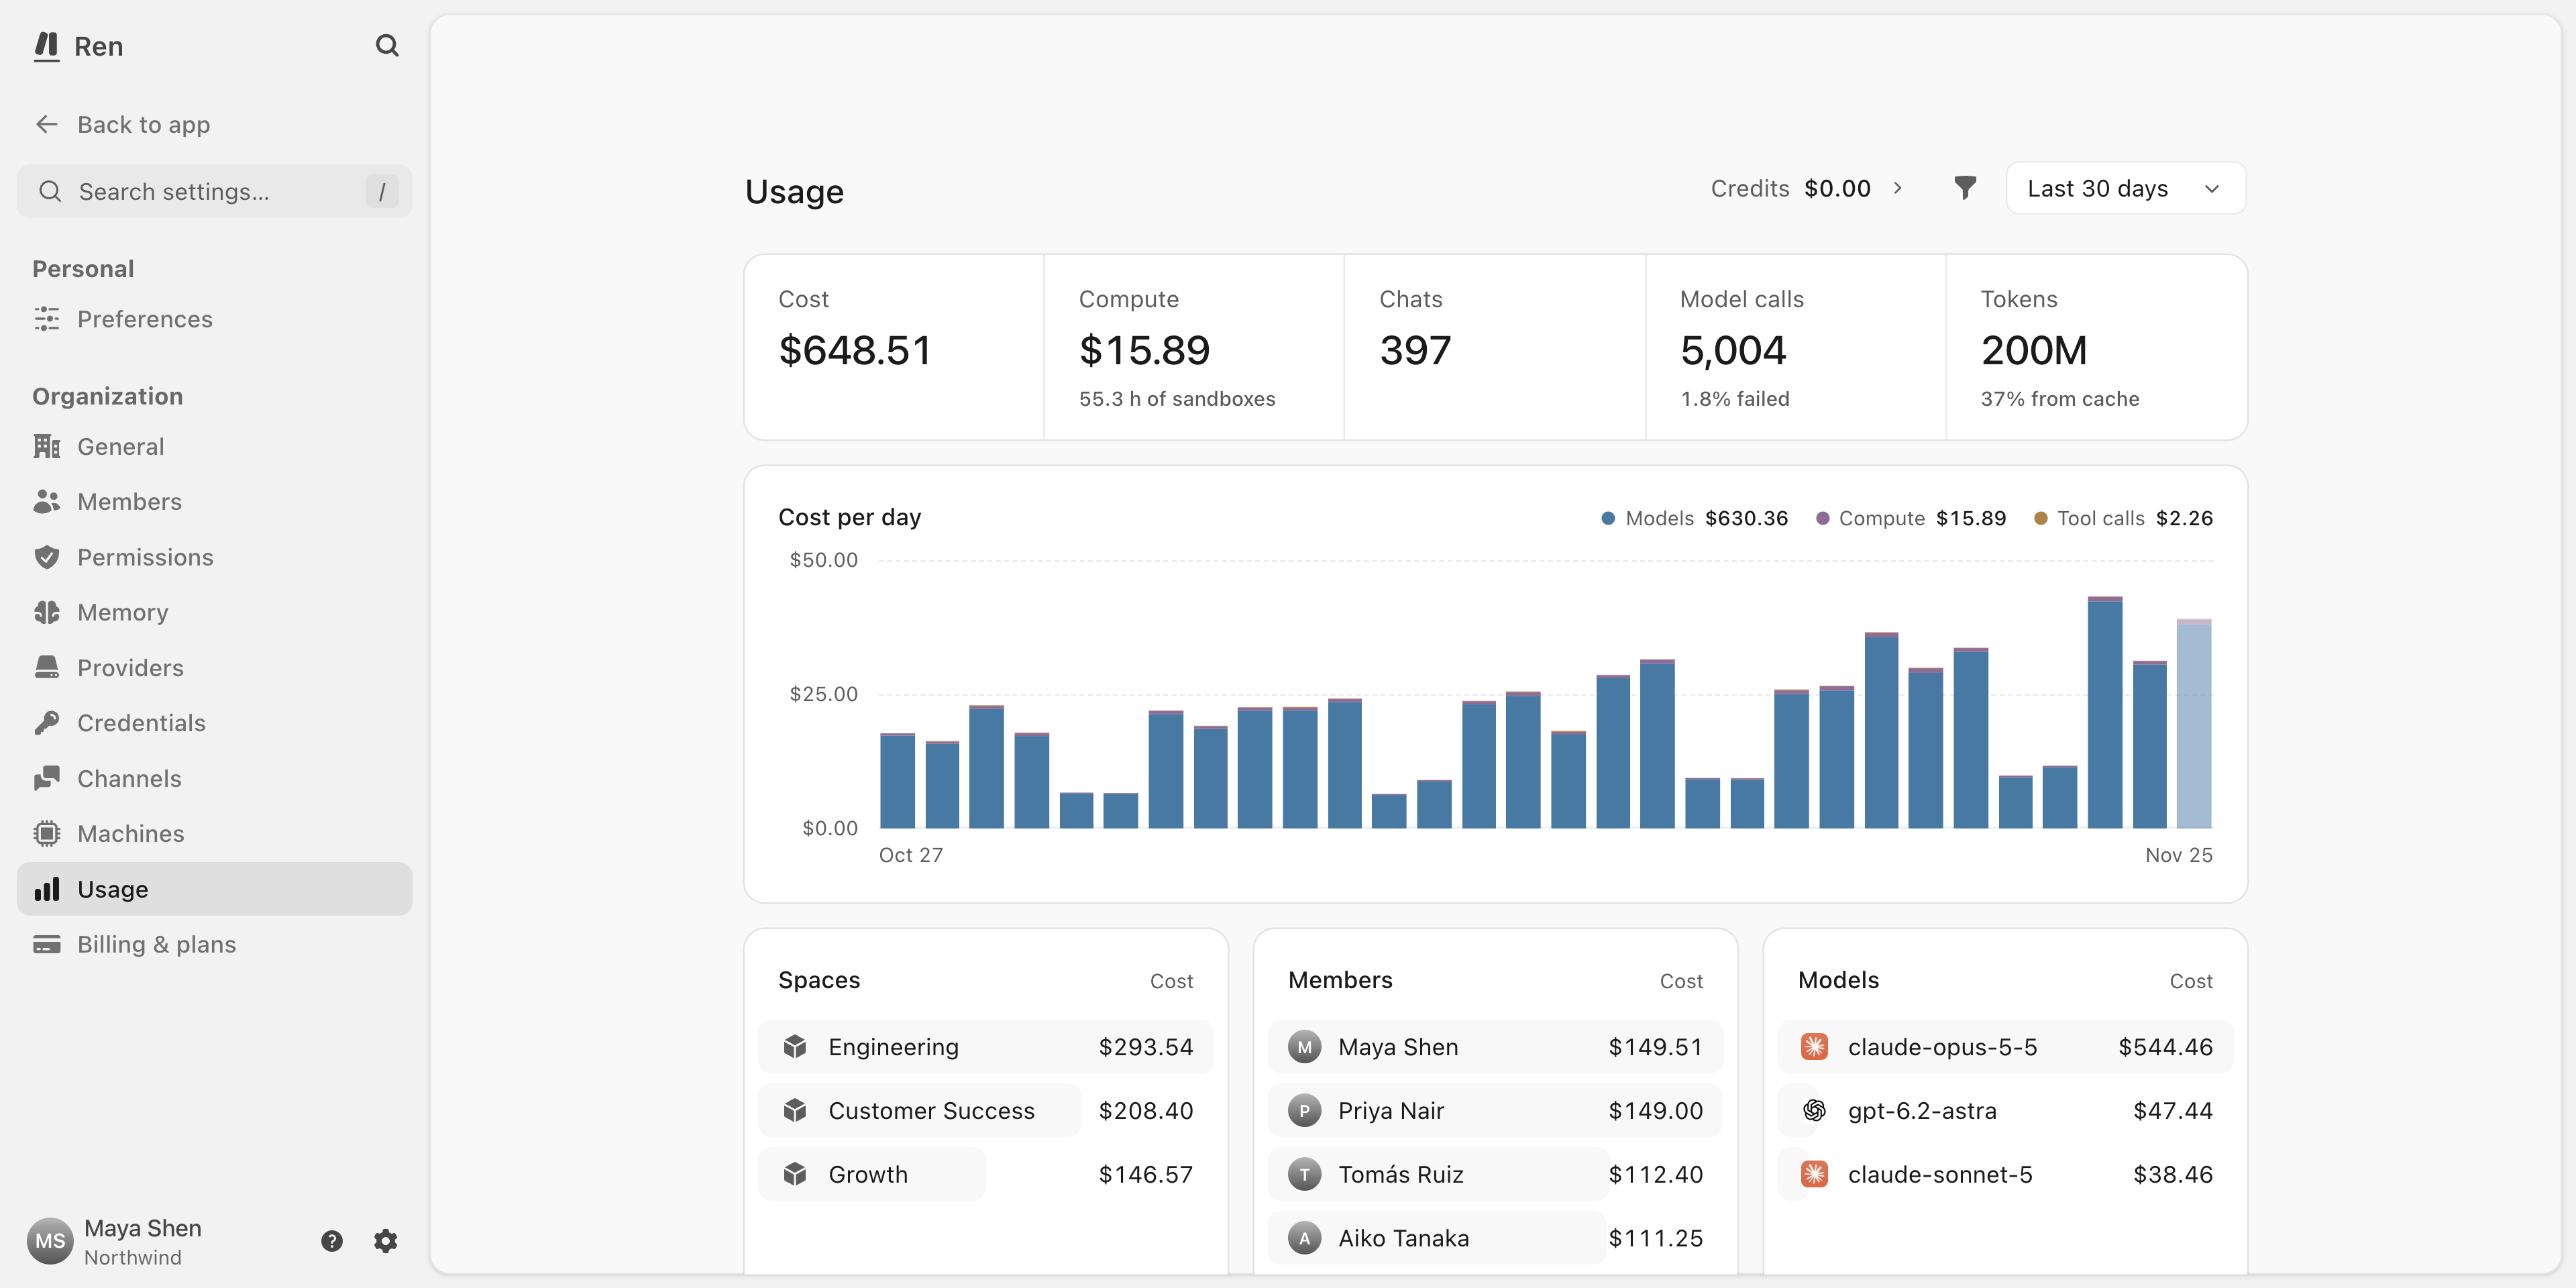 Ren
Back to app
Search settings... /
Personal
Preferences
Organization
General
Members
Permissions
Memory
Providers
Credentials
Channels
Machines
Usage
Billing & plans
MS
Maya Shen
Northwind
?
Usage
Credits $0.00
Last 30 days
Cost
$648.51
Compute
$15.89
55.3 h of sandboxes
Chats
397
Model calls
5,004
1.8% failed
Tokens
200M
37% from cache
Cost per day
Models $630.36
Compute $15.89
Tool calls $2.26
$50.00
$25.00
$0.00
Oct 27
Nov 25
Spaces Cost
Engineering $293.54
Customer Success $208.40
Growth $146.57
Members Cost
M Maya Shen $149.51
P Priya Nair $149.00
T Tomás Ruiz $112.40
A Aiko Tanaka $111.25
Models Cost
claude-opus-5-5 $544.46
gpt-6.2-astra $47.44
claude-sonnet-5 $38.46